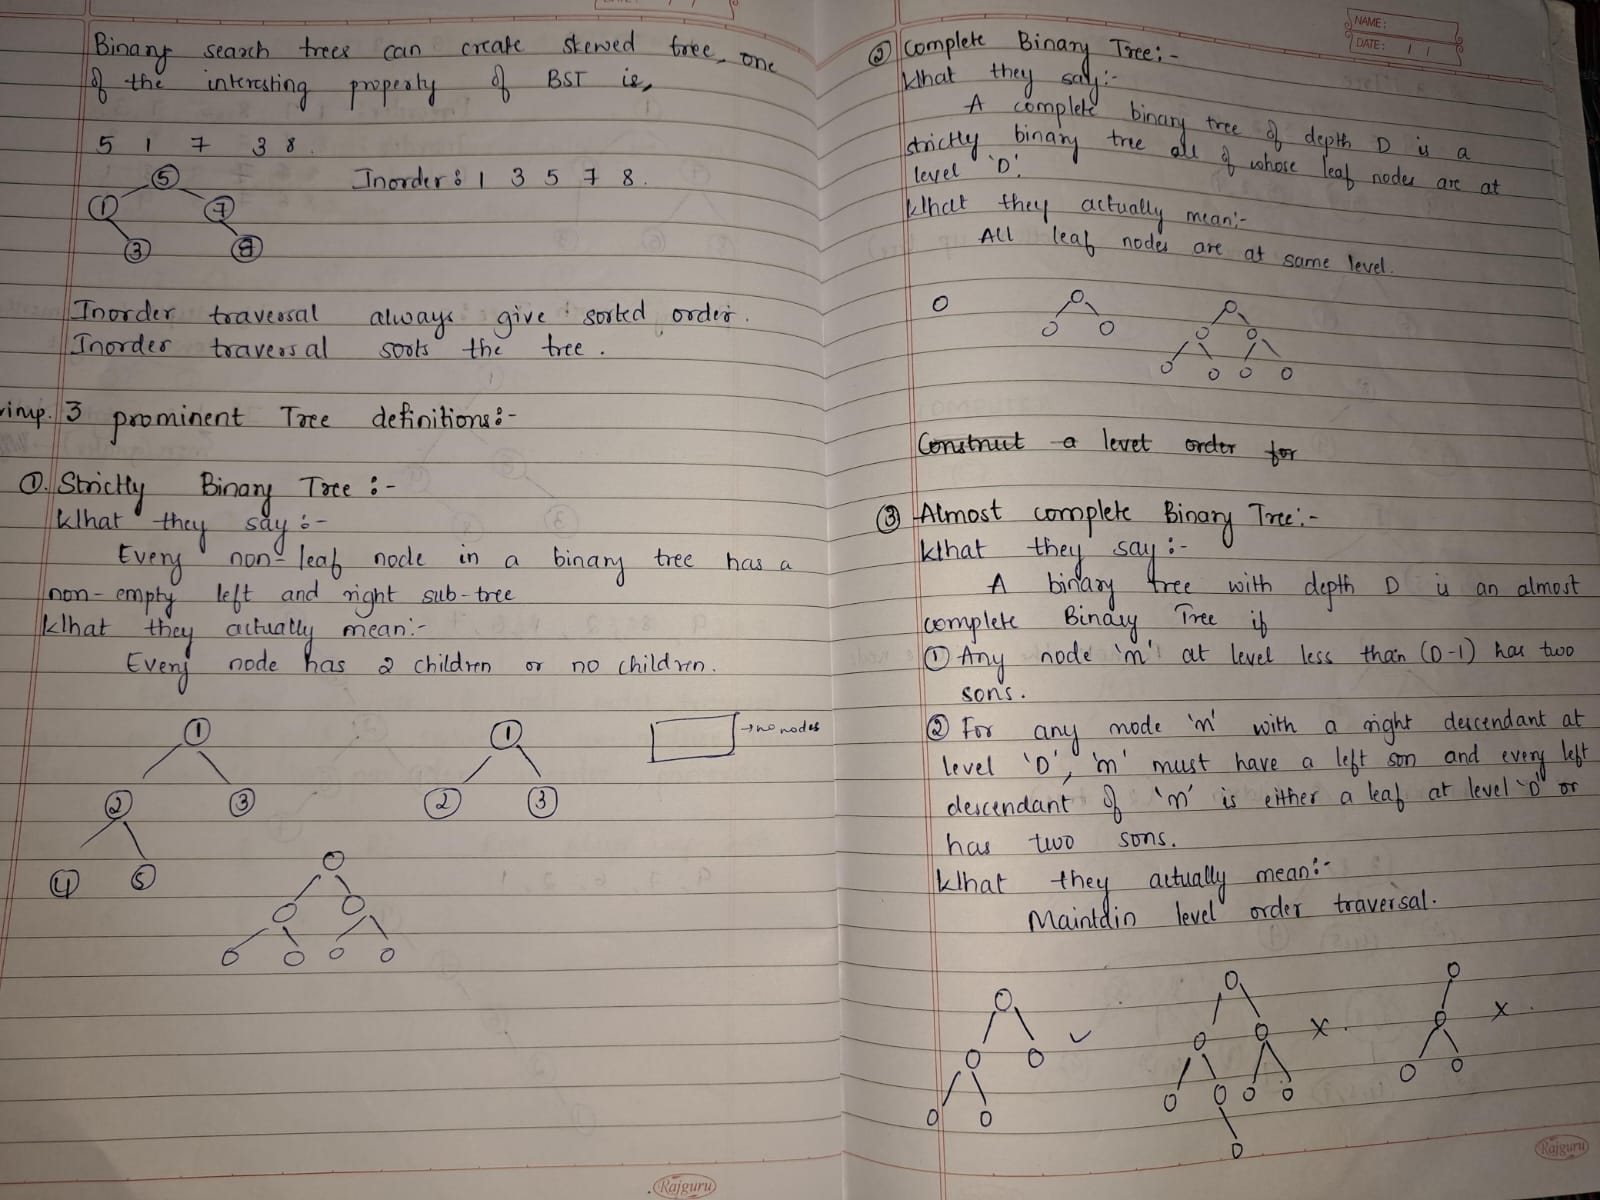 Binary search trees can create skewed tree, one
of the interesting property of BST is,
5 1 7 3 8.
5
Inorder: 1 3 5 7 8.
1 7
3 8
Inorder traversal always give sorted order.
Inorder traversal sorts the tree.
vimp. 3 prominent Tree definitions:-
①. Strictly Binary Tree :-
What they say :-
Every non-leaf node in a binary tree has a
non-empty left and right sub-tree
What they actually mean:-
Every node has 2 children or no children.
1 1 → no nodes
2 3 2 3
4 5
Rajguru
NAME:
DATE: / /
② Complete Binary Tree:-
What they say:-
A complete binary tree of depth D is a
strictly binary tree all of whose leaf nodes are at
level 'D'.
What they actually mean:-
All leaf nodes are at same level.
Construct a level order for
③ Almost complete Binary Tree:-
What they say:-
A binary tree with depth D is an almost
complete Binary Tree if
① Any node 'n' at level less than (D-1) has two
sons.
② For any node 'n' with a right descendant at
level 'D', 'n' must have a left son and every left
descendant of 'n' is either a leaf at level 'D' or
has two sons.
What they actually mean:-
Maintain level order traversal.
Rajguru